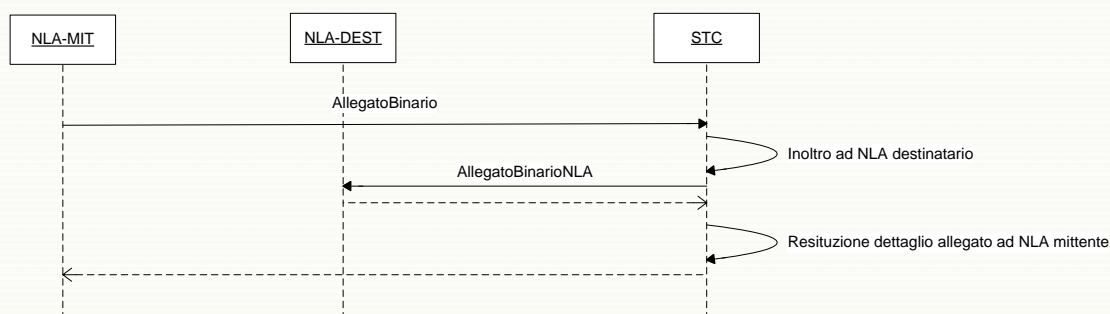 NLA-MIT
NLA-DEST
STC
AllegatoBinario
Inoltro ad NLA destinatario
AllegatoBinarioNLA
Resituzione dettaglio allegato ad NLA mittente